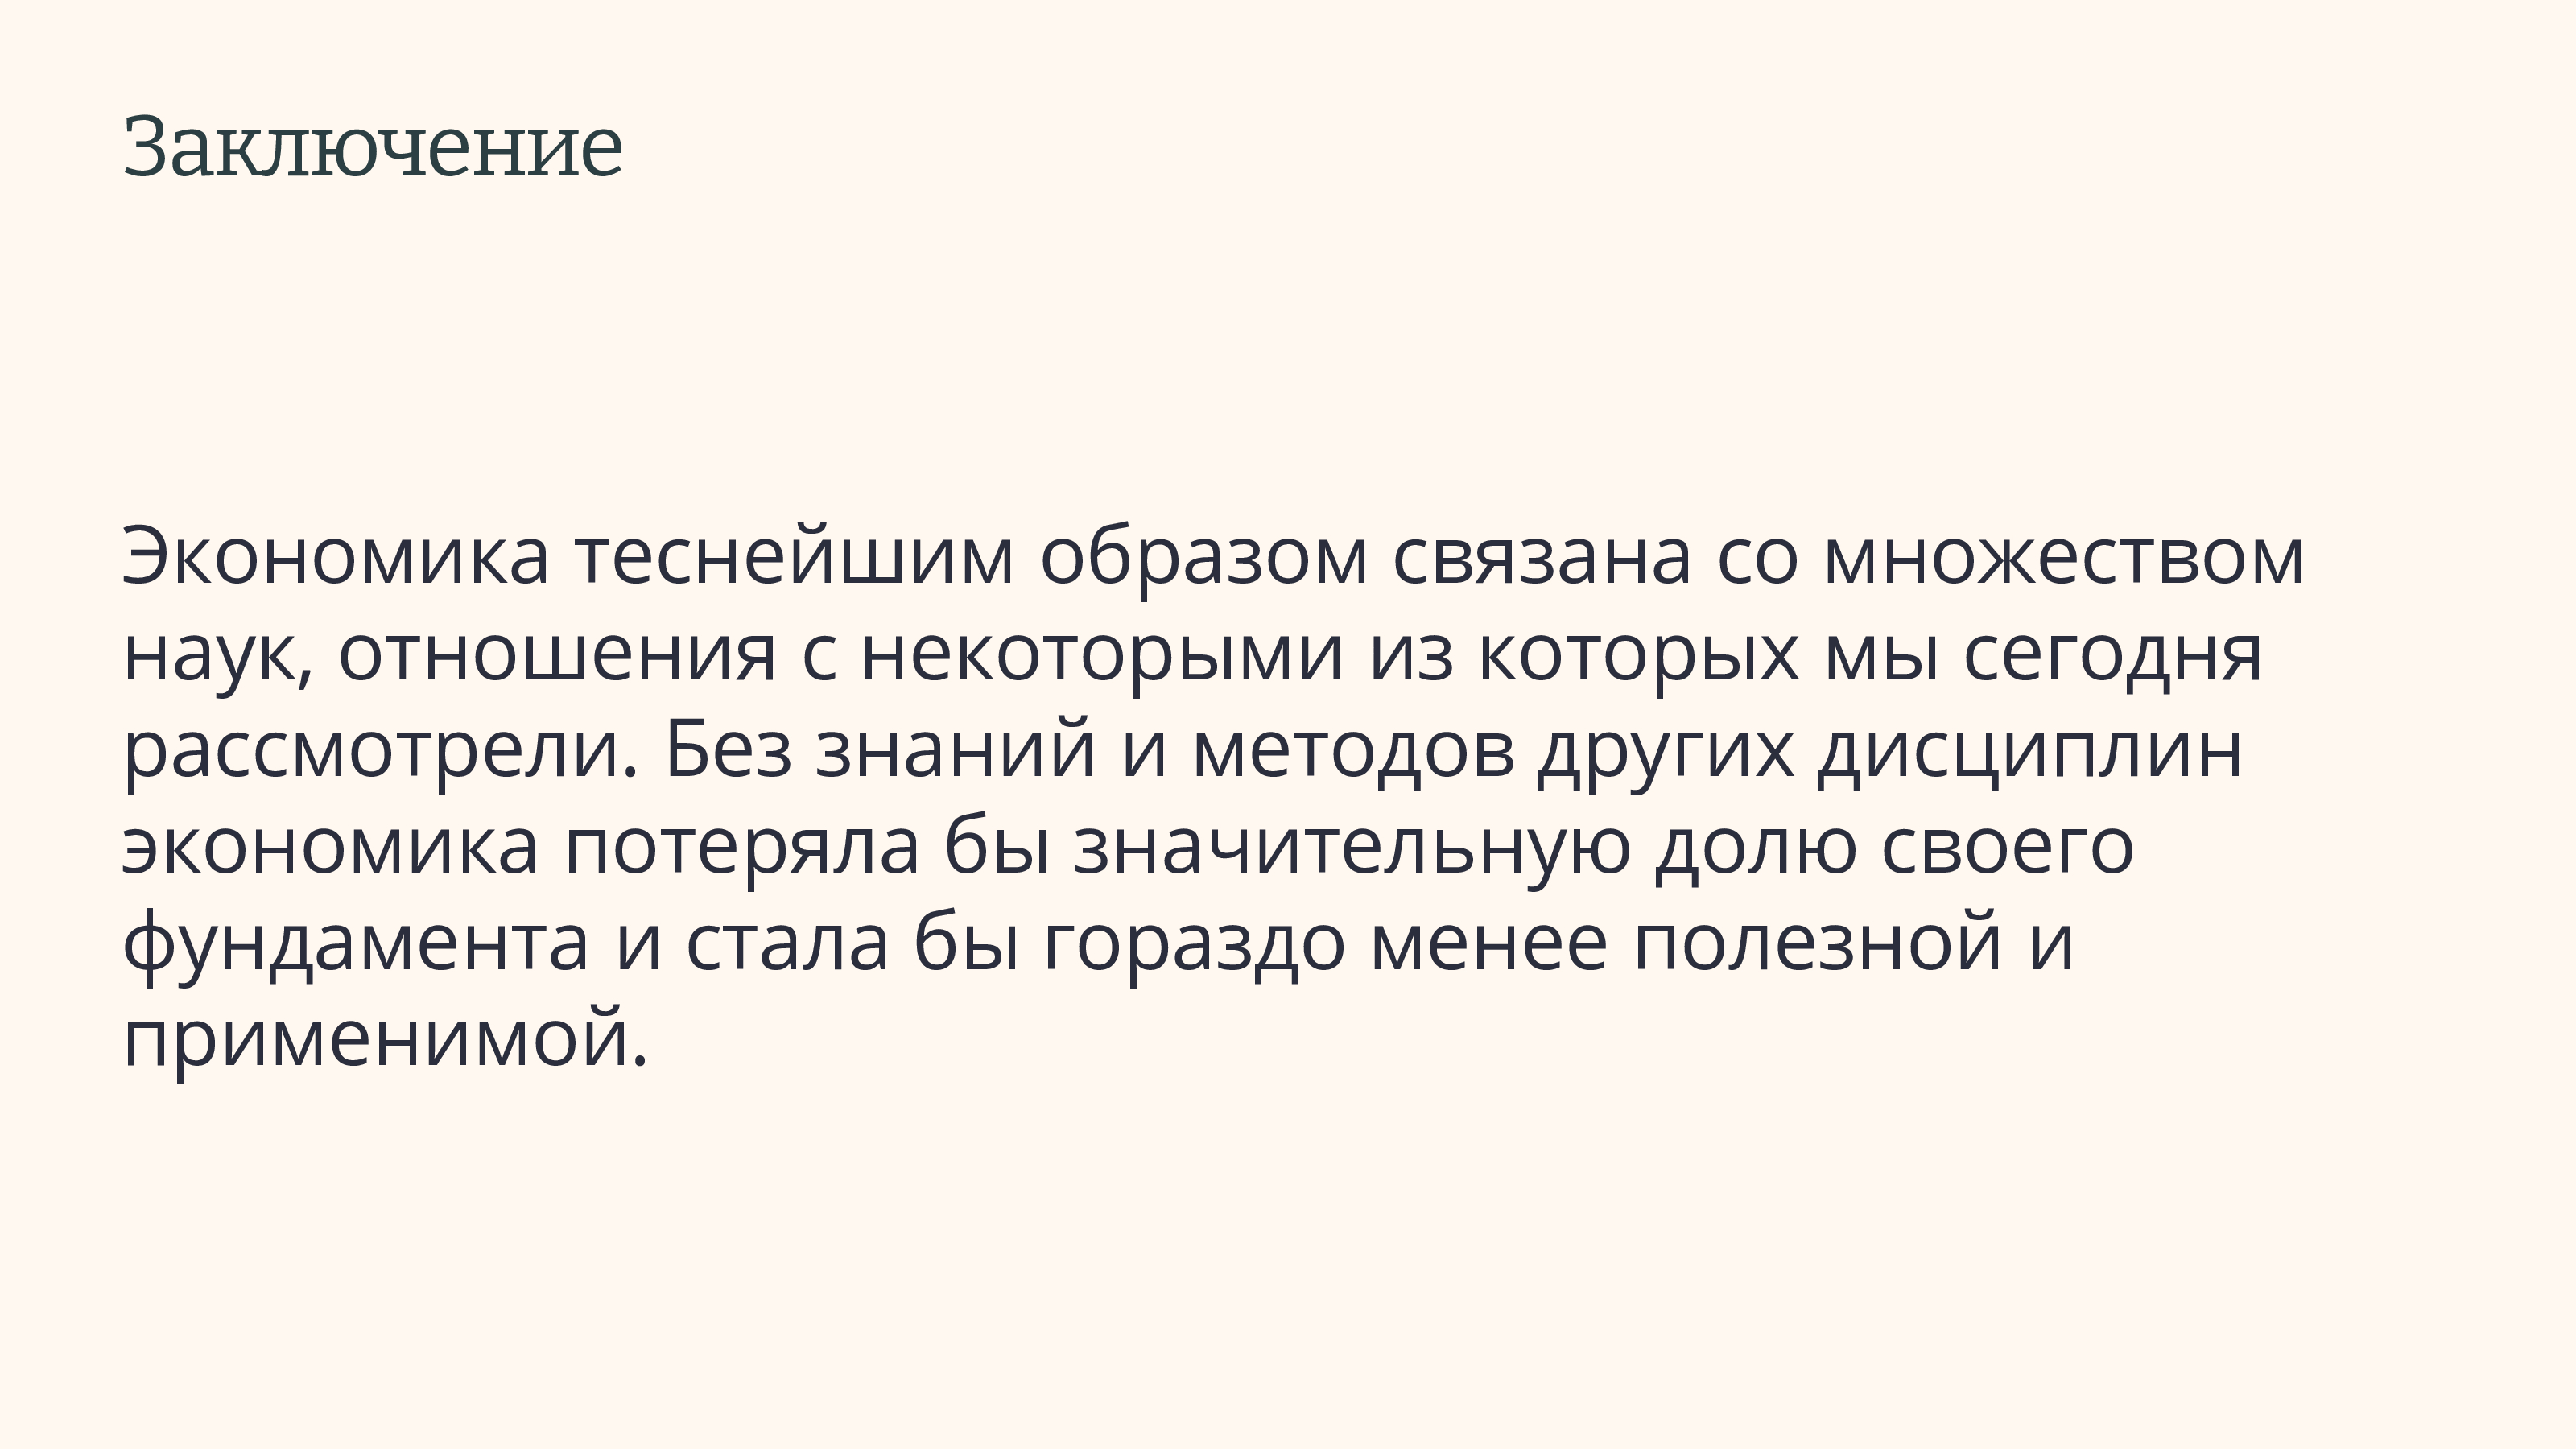 Заключение
Экономика теснейшим образом связана со множеством
наук, отношения с некоторыми из которых мы сегодня
рассмотрели. Без знаний и методов других дисциплин
экономика потеряла бы значительную долю своего
фундамента и стала бы гораздо менее полезной и
применимой.